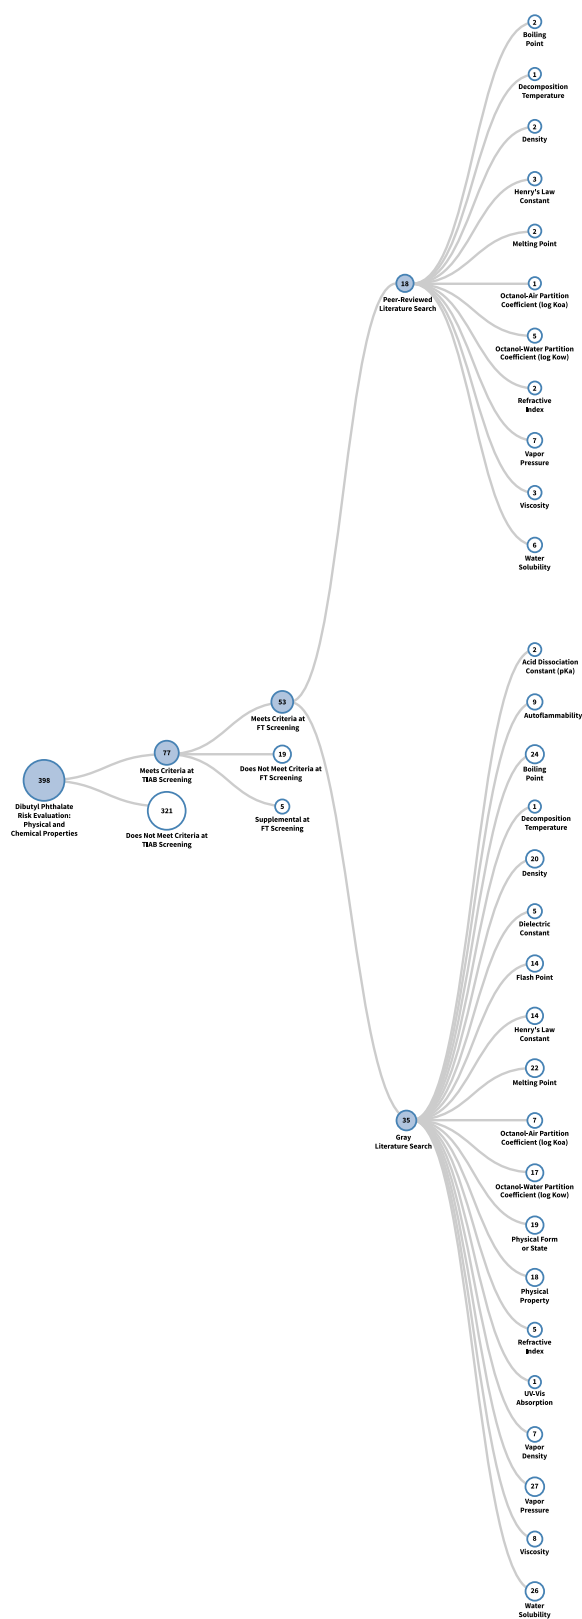 398
Dibutyl Phthalate
Risk Evaluation:
Physical and
Chemical Properties
77
Meets Criteria at
TIAB Screening
321
Does Not Meet Criteria at
TIAB Screening
53
Meets Criteria at
FT Screening
19
Does Not Meet Criteria at
FT Screening
5
Supplemental at
FT Screening
18
Peer-Reviewed
Literature Search
2
Boiling
Point
1
Decomposition
Temperature
2
Density
3
Henry's Law
Constant
2
Melting Point
1
Octanol-Air Partition
Coefficient (log Koa)
5
Octanol-Water Partition
Coefficient (log Kow)
2
Refractive
Index
7
Vapor
Pressure
3
Viscosity
6
Water
Solubility
35
Gray
Literature Search
2
Acid Dissociation
Constant (pKa)
9
Autoflammability
24
Boiling
Point
1
Decomposition
Temperature
20
Density
5
Dielectric
Constant
14
Flash Point
14
Henry's Law
Constant
22
Melting Point
7
Octanol-Air Partition
Coefficient (log Koa)
17
Octanol-Water Partition
Coefficient (log Kow)
19
Physical Form
or State
18
Physical
Property
5
Refractive
Index
1
UV-Vis
Absorption
7
Vapor
Density
27
Vapor
Pressure
8
Viscosity
26
Water
Solubility